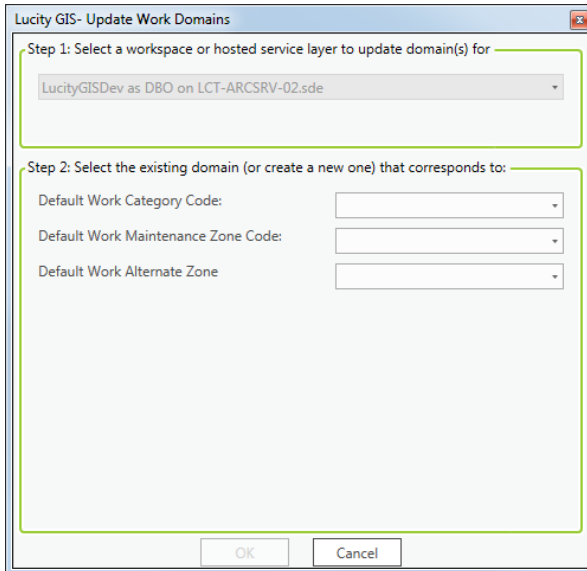 Lucity GIS- Update Work Domains
Step 1: Select a workspace or hosted service layer to update domain(s) for
LucityGISDev as DBO on LCT-ARCSRV-02.sde
Step 2: Select the existing domain (or create a new one) that corresponds to:
Default Work Category Code:
Default Work Maintenance Zone Code:
Default Work Alternate Zone
OK Cancel